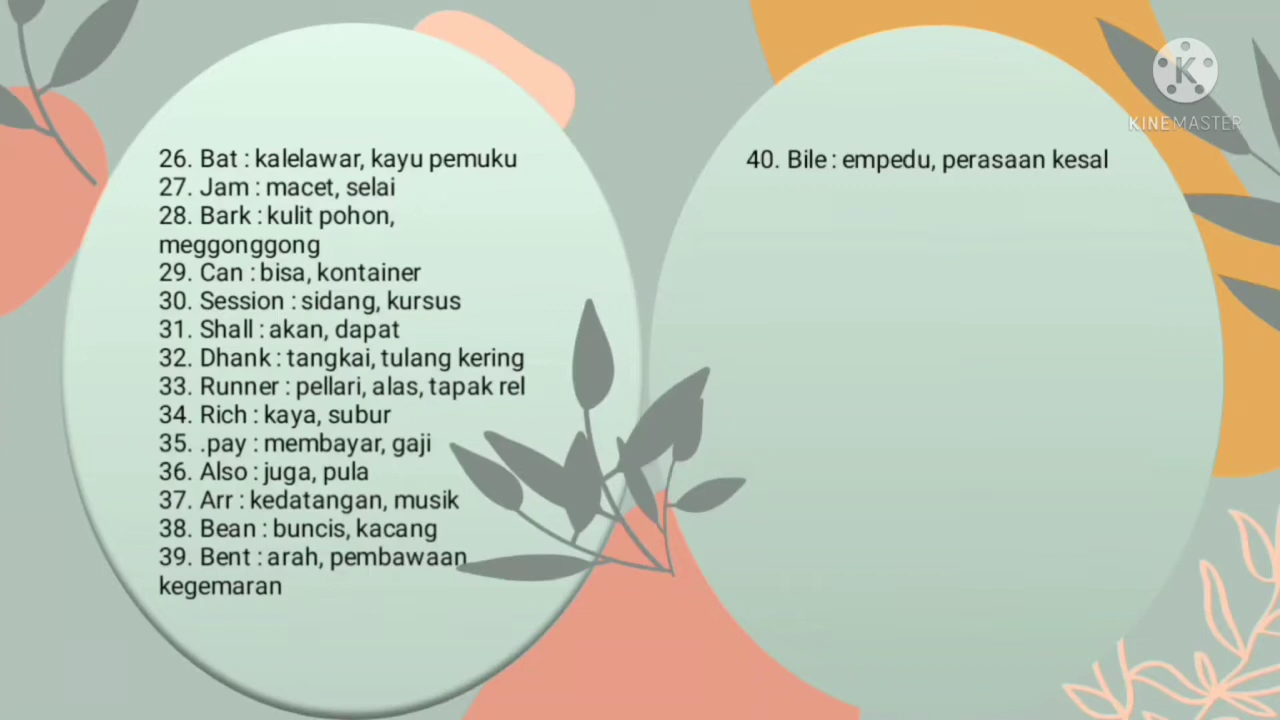 26. Bat : kalelawar, kayu pemuku
27. Jam : macet, selai
28. Bark : kulit pohon,
meggonggong
29. Can : bisa, kontainer
30. Session : sidang, kursus
31. Shall : akan, dapat
32. Dhank : tangkai, tulang kering
33. Runner : pellari, alas, tapak rel
34. Rich : kaya, subur
35. .pay : membayar, gaji
36. Also : juga, pula
37. Arr : kedatangan, musik
38. Bean : buncis, kacang
39. Bent : arah, pembawaan
kegemaran
40. Bile : empedu, perasaan kesal
K
KINEMASTER